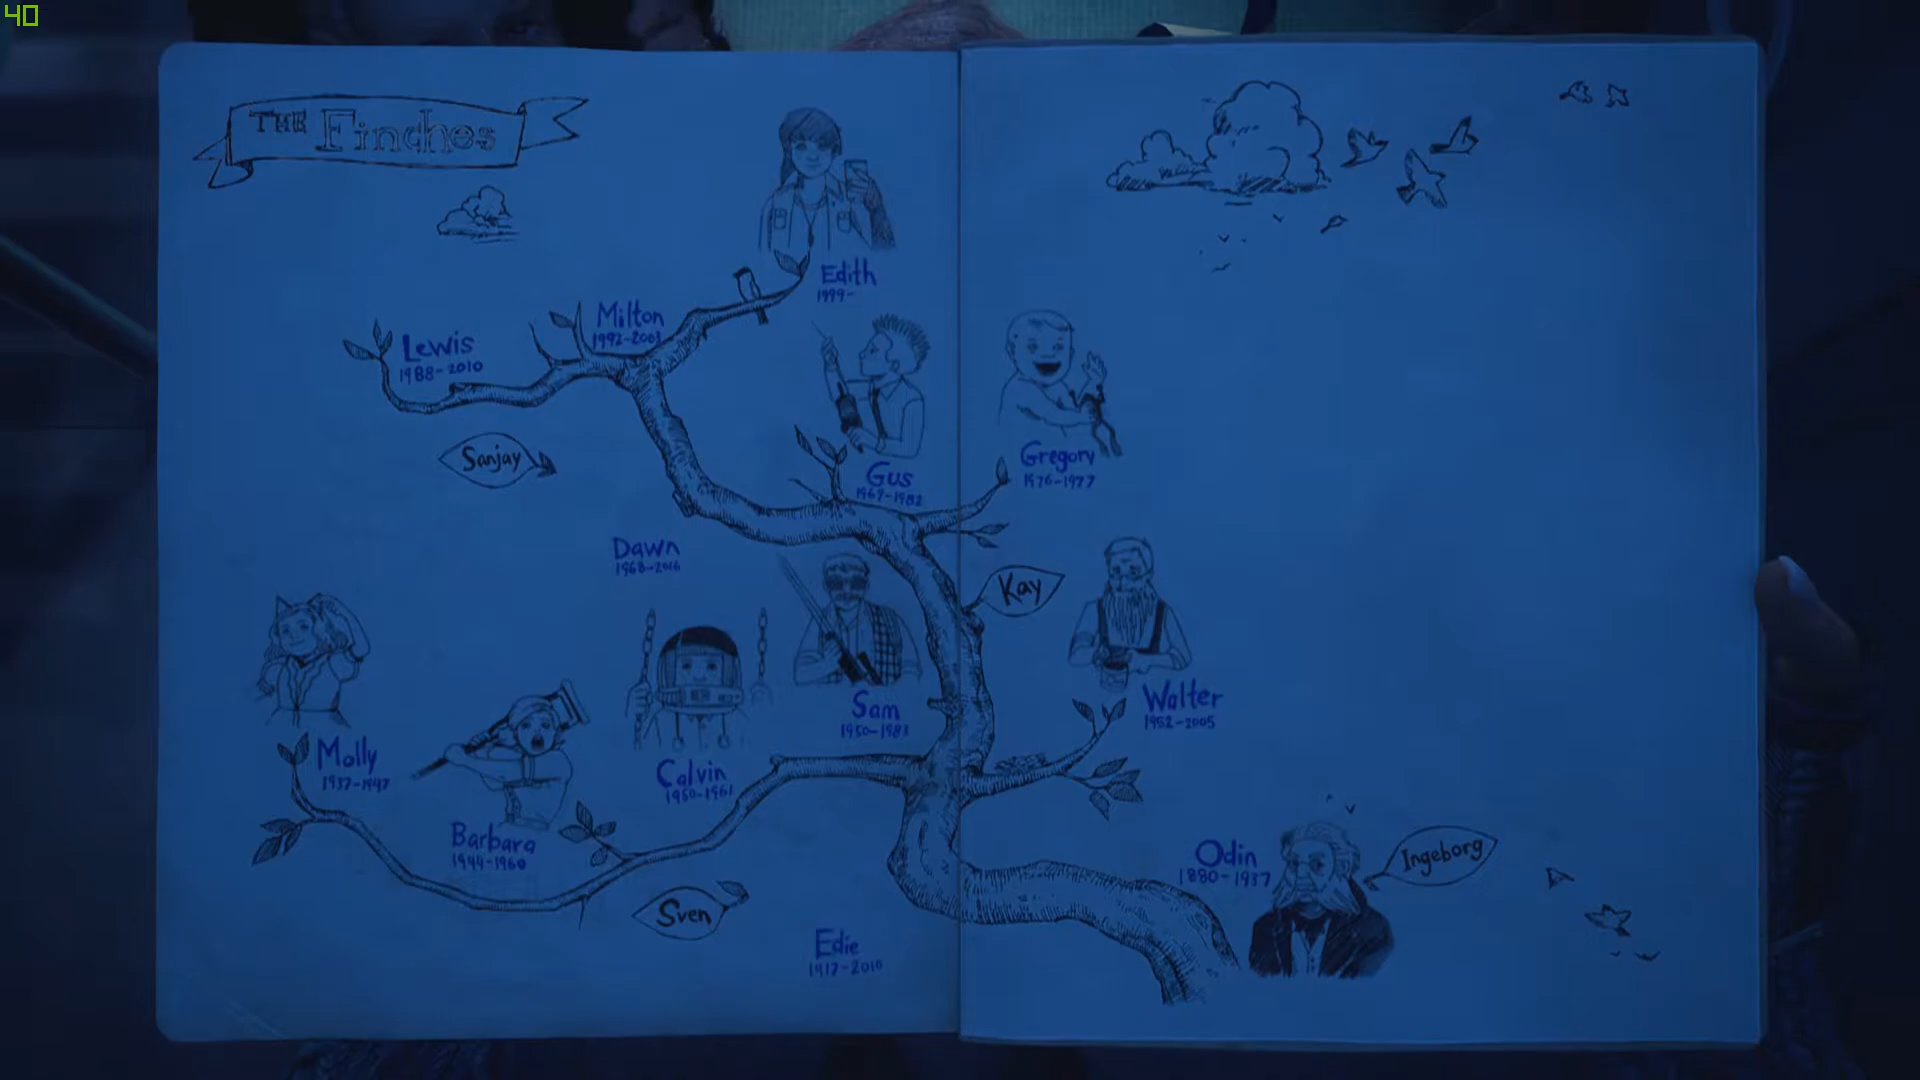 40
THE Finches
Edith
1999-
Milton
1992-2003
Lewis
1988-2010
Sanjay
Gus
1969-1982
Gregory
1976-1977
Dawn
1968-2016
Kay
Sam
1950-1983
Walter
1952-2005
Molly
1937-1947
Calvin
1950-1961
Barbara
1944-1960
Sven
Odin
1880-1937
Ingeborg
Edie
1917-2010